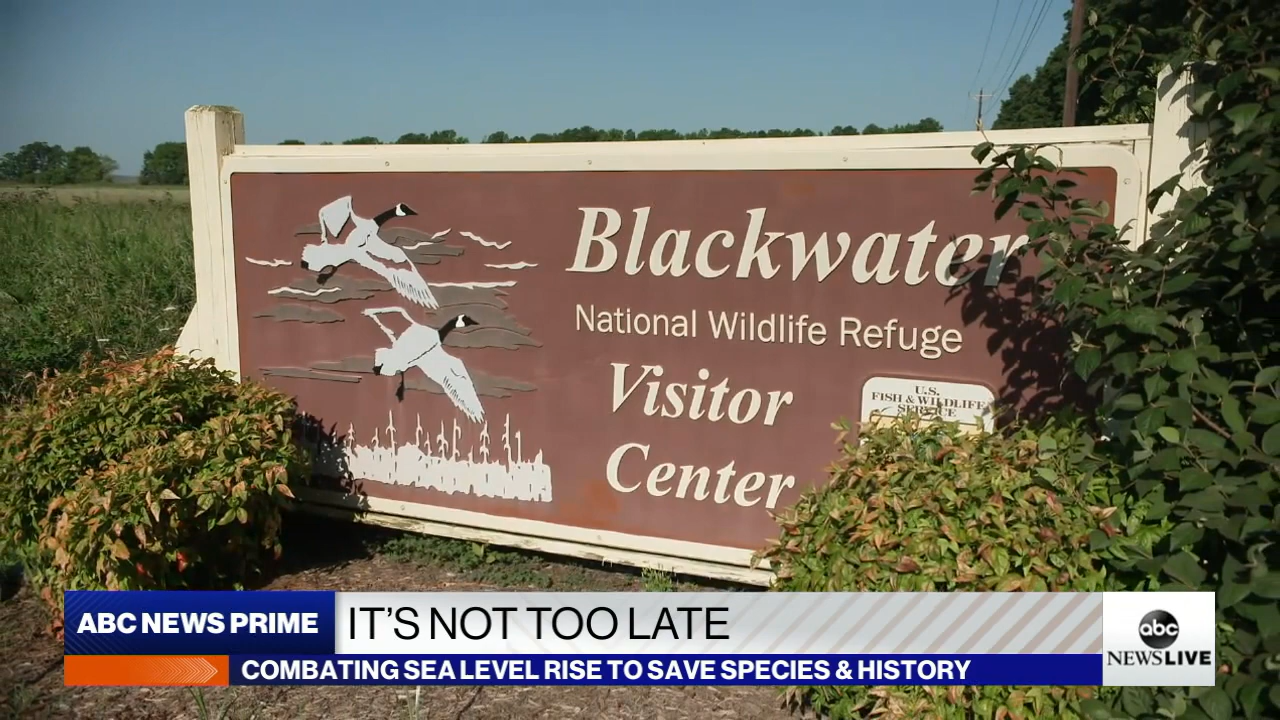 Blackwater
National Wildlife Refuge
Visitor
Center
U.S.
FISH & WILDLIFE
SERVICE
ABC NEWS PRIME
IT'S NOT TOO LATE
COMBATING SEA LEVEL RISE TO SAVE SPECIES & HISTORY
abc
NEWSLIVE